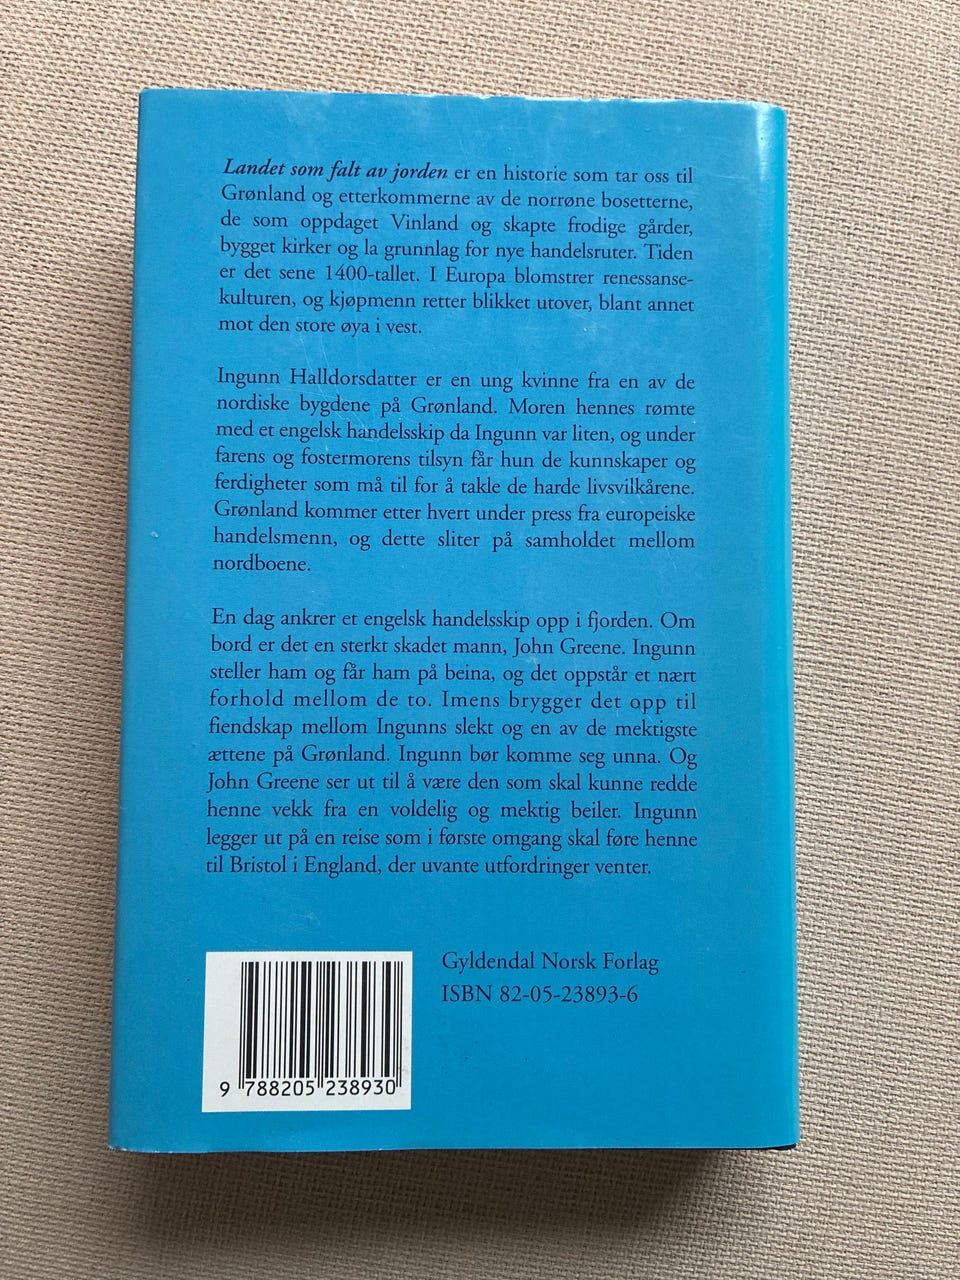 Landet som falt av jorden er en historie som tar oss til
Grønland og etterkommerne av de norrøne bosetterne,
de som oppdaget Vinland og skapte frodige gårder,
bygget kirker og la grunnlag for nye handelsruter. Tiden
er det sene 1400-tallet. I Europa blomstrer renessanse-
kulturen, og kjøpmenn retter blikket utover, blant annet
mot den store øya i vest.
Ingunn Halldorsdatter er en ung kvinne fra en av de
nordiske bygdene på Grønland. Moren hennes rømte
med et engelsk handelsskip da Ingunn var liten, og under
farens og fostermorens tilsyn får hun de kunnskaper og
ferdigheter som må til for å takle de harde livsvilkårene.
Grønland kommer etter hvert under press fra europeiske
handelsmenn, og dette sliter på samholdet mellom
nordboene.
En dag ankrer et engelsk handelsskip opp i fjorden. Om
bord er det en sterkt skadet mann, John Greene. Ingunn
steller ham og får ham på beina, og det oppstår et nært
forhold mellom de to. Imens brygger det opp til
fiendskap mellom Ingunns slekt og en av de mektigste
ættene på Grønland. Ingunn bør komme seg unna. Og
John Greene ser ut til å være den som skal kunne redde
henne vekk fra en voldelig og mektig beiler. Ingunn
legger ut på en reise som i første omgang skal føre henne
til Bristol i England, der uvante utfordringer venter.
Gyldendal Norsk Forlag
ISBN 82-05-23893-6
9 788205 238930